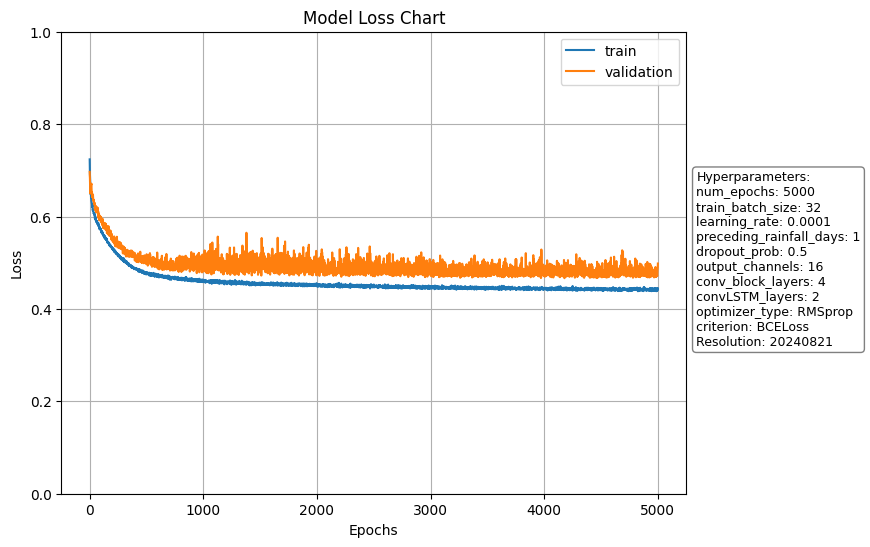 Model Loss Chart
1.0
0.8
0.6
0.4
0.2
0.0
Loss
0
1000
2000
3000
4000
5000
Epochs
train
validation
Hyperparameters:
num_epochs: 5000
train_batch_size: 32
learning_rate: 0.001
preceding_rainfall_days: 1
dropout_prob: 0.5
output_channels: 16
conv_block_layers: 4
convLSTM_layers: 2
optimizer_type: RMSprop
criterion: BCELoss
Resolution: 20240821